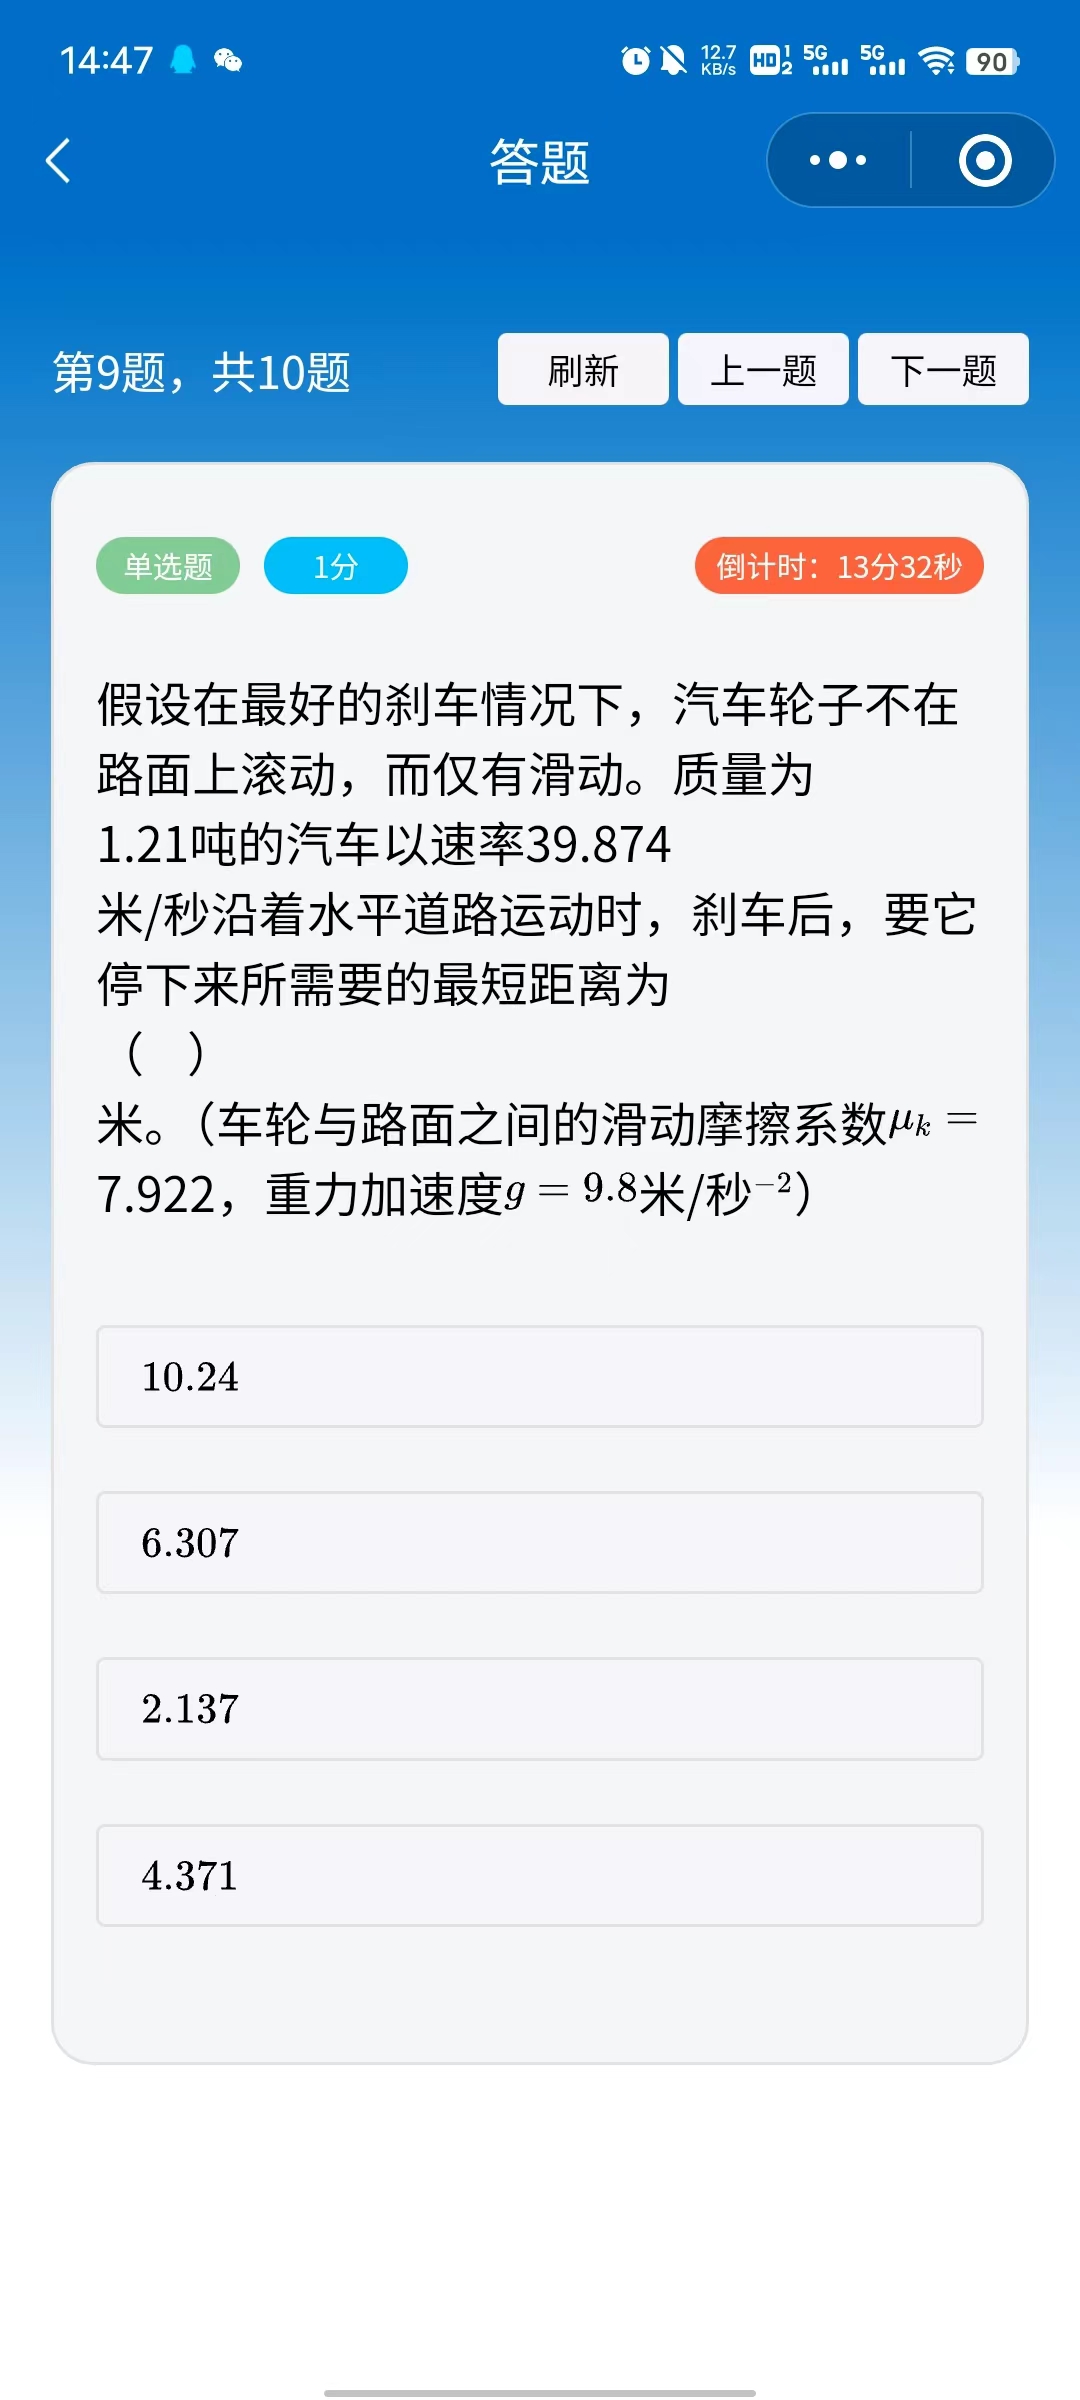 14:47
12.7 KB/s HD 1 2 5G 5G 90
答题
第9题，共10题
刷新 上一题 下一题
单选题 1分 倒计时：13分32秒
假设在最好的刹车情况下，汽车轮子不在
路面上滚动，而仅有滑动。质量为
1.21吨的汽车以速率39.874
米/秒沿着水平道路运动时，刹车后，要它
停下来所需要的最短距离为
（ ）
米。（车轮与路面之间的滑动摩擦系数μₖ =
7.922，重力加速度g = 9.8米/秒⁻²）
10.24
6.307
2.137
4.371